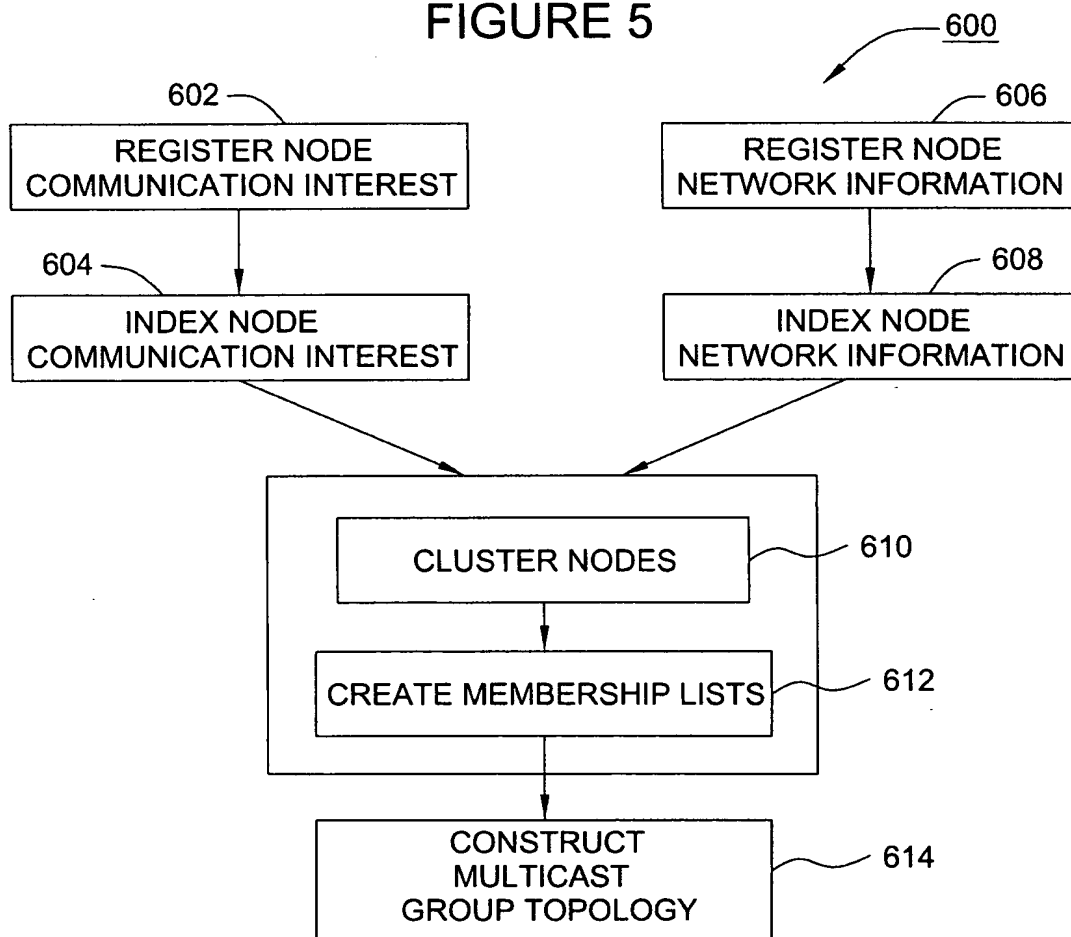 FIGURE 5
600
602
606
REGISTER NODE
COMMUNICATION INTEREST
REGISTER NODE
NETWORK INFORMATION
604
608
INDEX NODE
COMMUNICATION INTEREST
INDEX NODE
NETWORK INFORMATION
CLUSTER NODES
610
CREATE MEMBERSHIP LISTS
612
CONSTRUCT
MULTICAST
GROUP TOPOLOGY
614